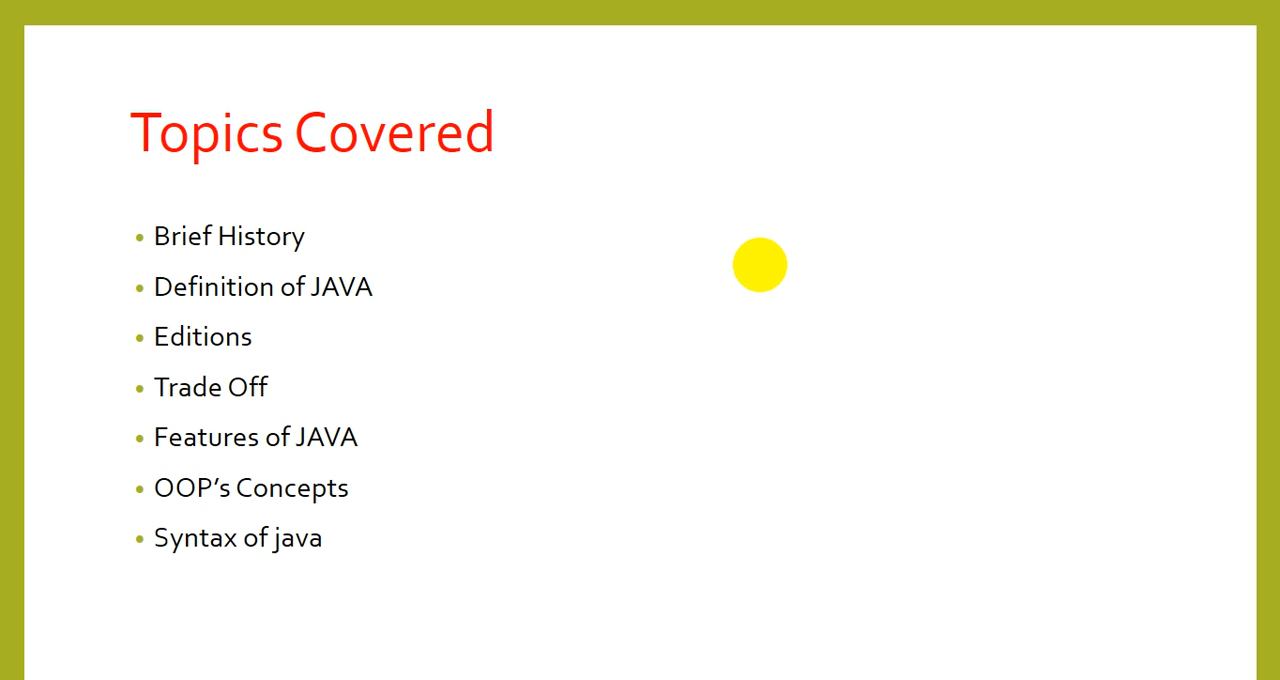 Topics Covered
• Brief History
• Definition of JAVA
• Editions
• Trade Off
• Features of JAVA
• OOP’s Concepts
• Syntax of java